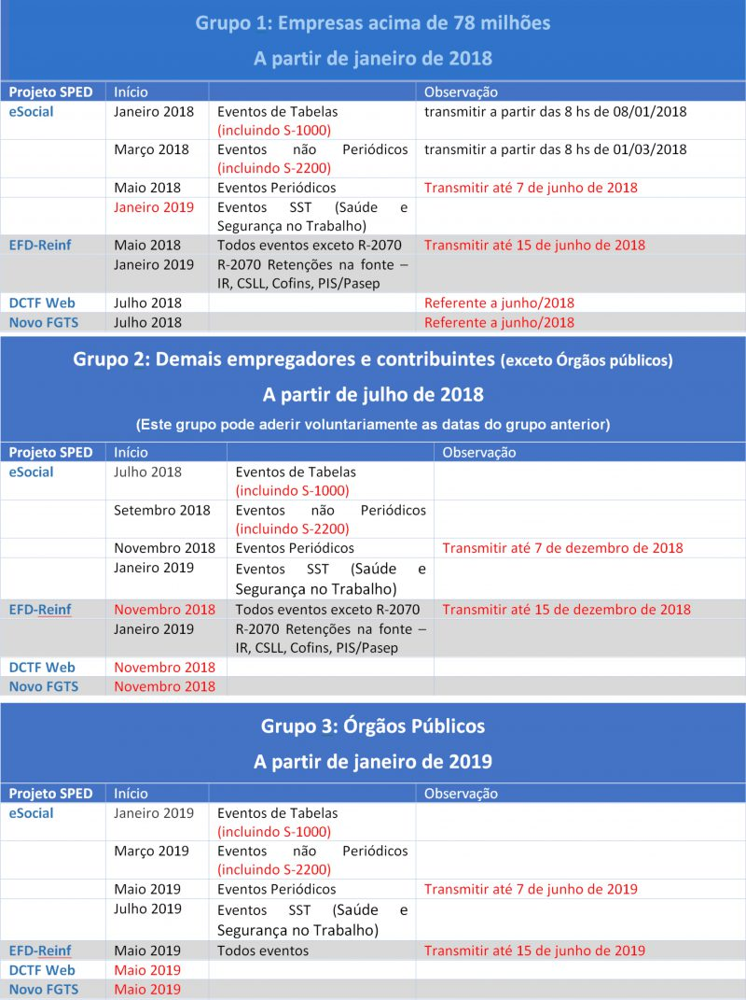 Grupo 1: Empresas acima de 78 milhões
A partir de janeiro de 2018
Projeto SPED Início Observação
eSocial Janeiro 2018 Eventos de Tabelas transmitir a partir das 8 hs de 08/01/2018
(incluindo S-1000)
Março 2018 Eventos não Periódicos transmitir a partir das 8 hs de 01/03/2018
(incluindo S-2200)
Maio 2018 Eventos Periódicos Transmitir até 7 de junho de 2018
Janeiro 2019 Eventos SST (Saúde e
Segurança no Trabalho)
EFD-Reinf Maio 2018 Todos eventos exceto R-2070 Transmitir até 15 de junho de 2018
Janeiro 2019 R-2070 Retenções na fonte –
IR, CSLL, Cofins, PIS/Pasep
DCTF Web Julho 2018 Referente a junho/2018
Novo FGTS Julho 2018 Referente a junho/2018
Grupo 2: Demais empregadores e contribuintes (exceto Órgãos públicos)
A partir de julho de 2018
(Este grupo pode aderir voluntariamente as datas do grupo anterior)
Projeto SPED Início Observação
eSocial Julho 2018 Eventos de Tabelas
(incluindo S-1000)
Setembro 2018 Eventos não Periódicos
(incluindo S-2200)
Novembro 2018 Eventos Periódicos Transmitir até 7 de dezembro de 2018
Janeiro 2019 Eventos SST (Saúde e
Segurança no Trabalho)
EFD-Reinf Novembro 2018 Todos eventos exceto R-2070 Transmitir até 15 de dezembro de 2018
Janeiro 2019 R-2070 Retenções na fonte –
IR, CSLL, Cofins, PIS/Pasep
DCTF Web Novembro 2018
Novo FGTS Novembro 2018
Grupo 3: Órgãos Públicos
A partir de janeiro de 2019
Projeto SPED Início Observação
eSocial Janeiro 2019 Eventos de Tabelas
(incluindo S-1000)
Março 2019 Eventos não Periódicos
(incluindo S-2200)
Maio 2019 Eventos Periódicos Transmitir até 7 de junho de 2019
Julho 2019 Eventos SST (Saúde e
Segurança no Trabalho)
EFD-Reinf Maio 2019 Todos eventos Transmitir até 15 de junho de 2019
DCTF Web Maio 2019
Novo FGTS Maio 2019